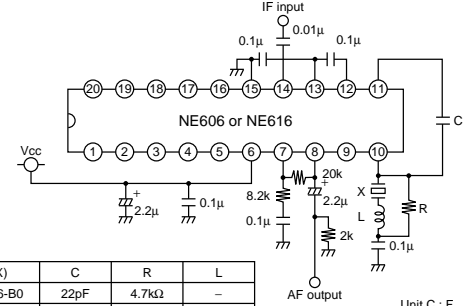 IF input
0.01µ
0.1µ
0.1µ
20 19 18 17 16 15 14 13 12 11
C
NE606 or NE616
Vcc
1 2 3 4 5 6 7 8 9 10
20k
+
2.2µ
0.1µ
8.2k
+
2.2µ
X
L
R
0.1µ
2k
0.1µ
AF output
X) C R L
6-B0 22pF 4.7kΩ –